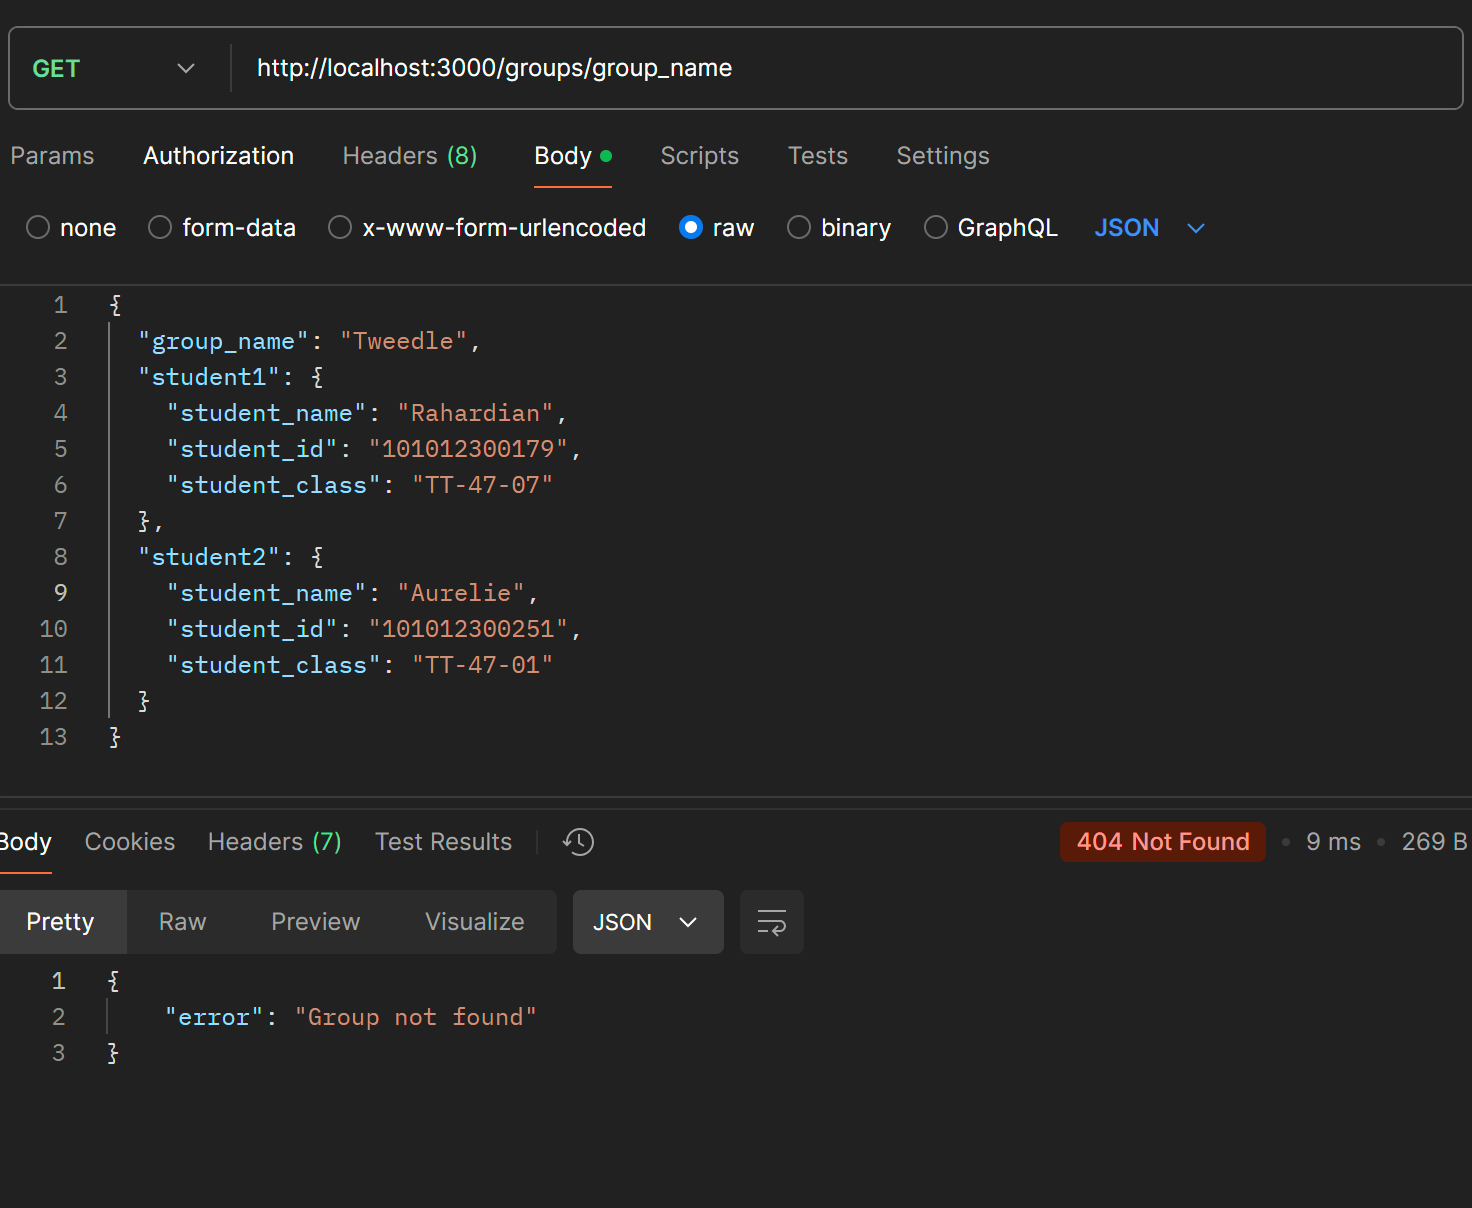 GET http://localhost:3000/groups/group_name
Params Authorization Headers (8) Body Scripts Tests Settings
none form-data x-www-form-urlencoded raw binary GraphQL JSON
1 {
2 "group_name": "Tweedle",
3 "student1": {
4 "student_name": "Rahardian",
5 "student_id": "101012300179",
6 "student_class": "TT-47-07"
7 },
8 "student2": {
9 "student_name": "Aurelie",
10 "student_id": "101012300251",
11 "student_class": "TT-47-01"
12 }
13 }
Body Cookies Headers (7) Test Results 404 Not Found • 9 ms • 269 B
Pretty Raw Preview Visualize JSON
1 {
2 "error": "Group not found"
3 }